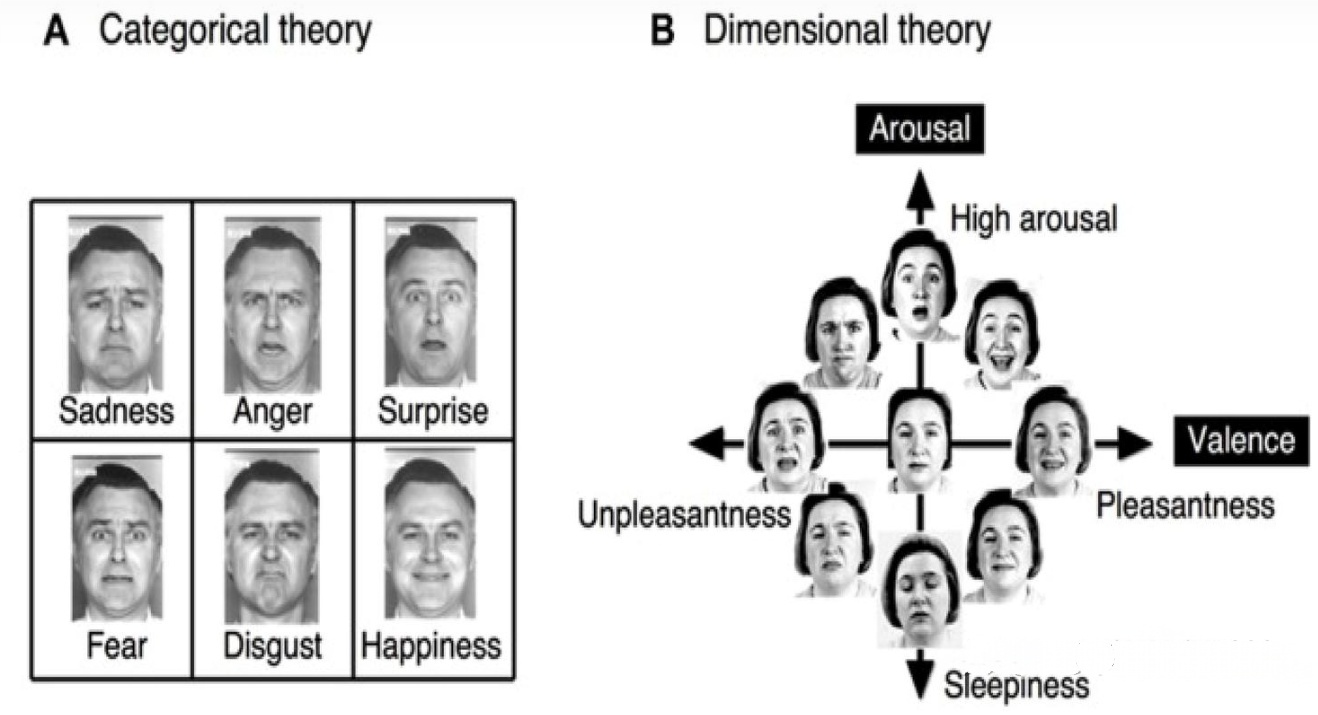 A Categorical theory
B Dimensional theory
Sadness
Anger
Surprise
Fear
Disgust
Happiness
Arousal
High arousal
Valence
Unpleasantness
Pleasantness
Sleepiness